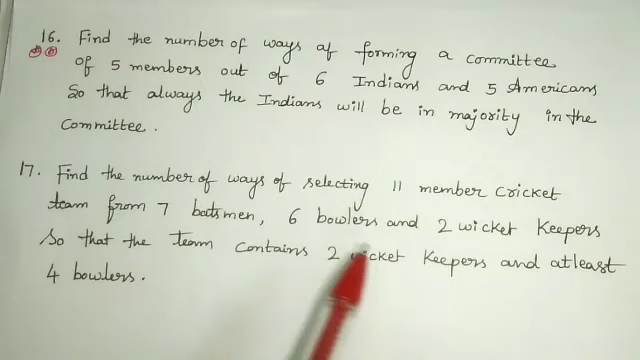 16. Find the number of ways of forming a committee
of 5 members out of 6 Indians and 5 Americans
so that always the Indians will be in majority in the
committee.
17. Find the number of ways of selecting 11 member cricket
team from 7 batsmen, 6 bowlers and 2 wicket keepers
so that the team contains 2 wicket keepers and atleast
4 bowlers.